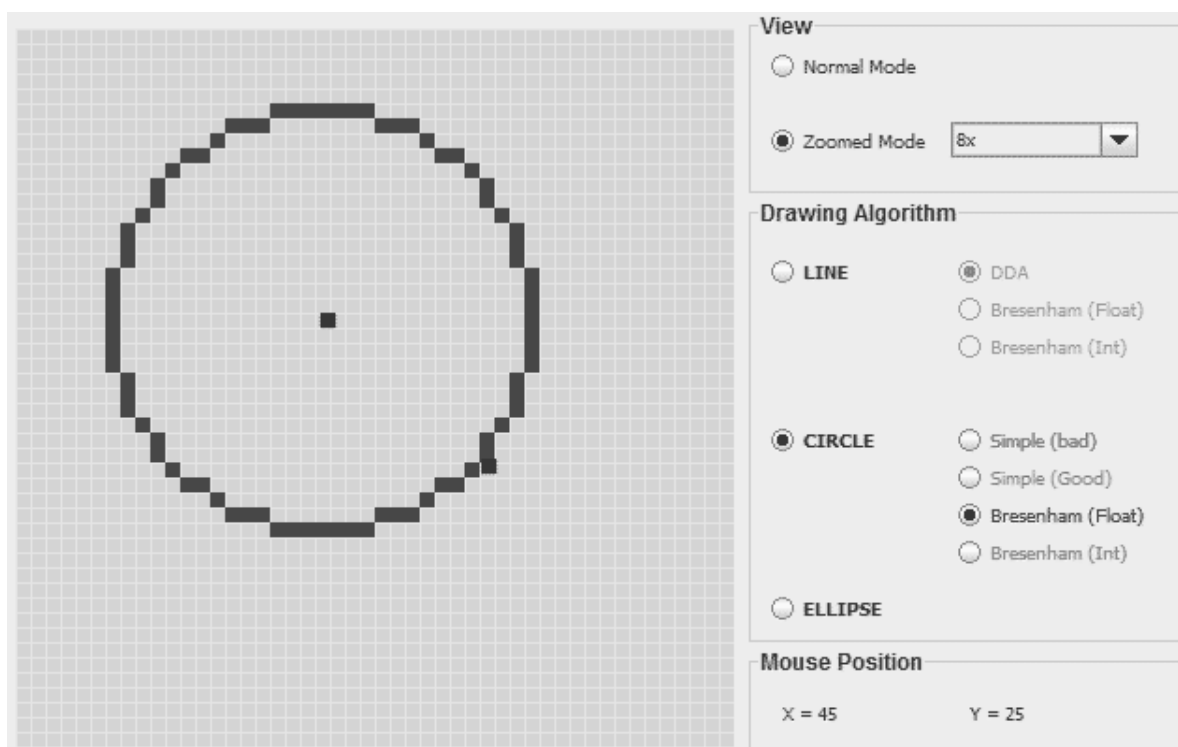 View
Normal Mode
Zoomed Mode 8x
Drawing Algorithm
LINE DDA
Bresenham (Float)
Bresenham (Int)
CIRCLE Simple (bad)
Simple (Good)
Bresenham (Float)
Bresenham (Int)
ELLIPSE
Mouse Position
X = 45 Y = 25